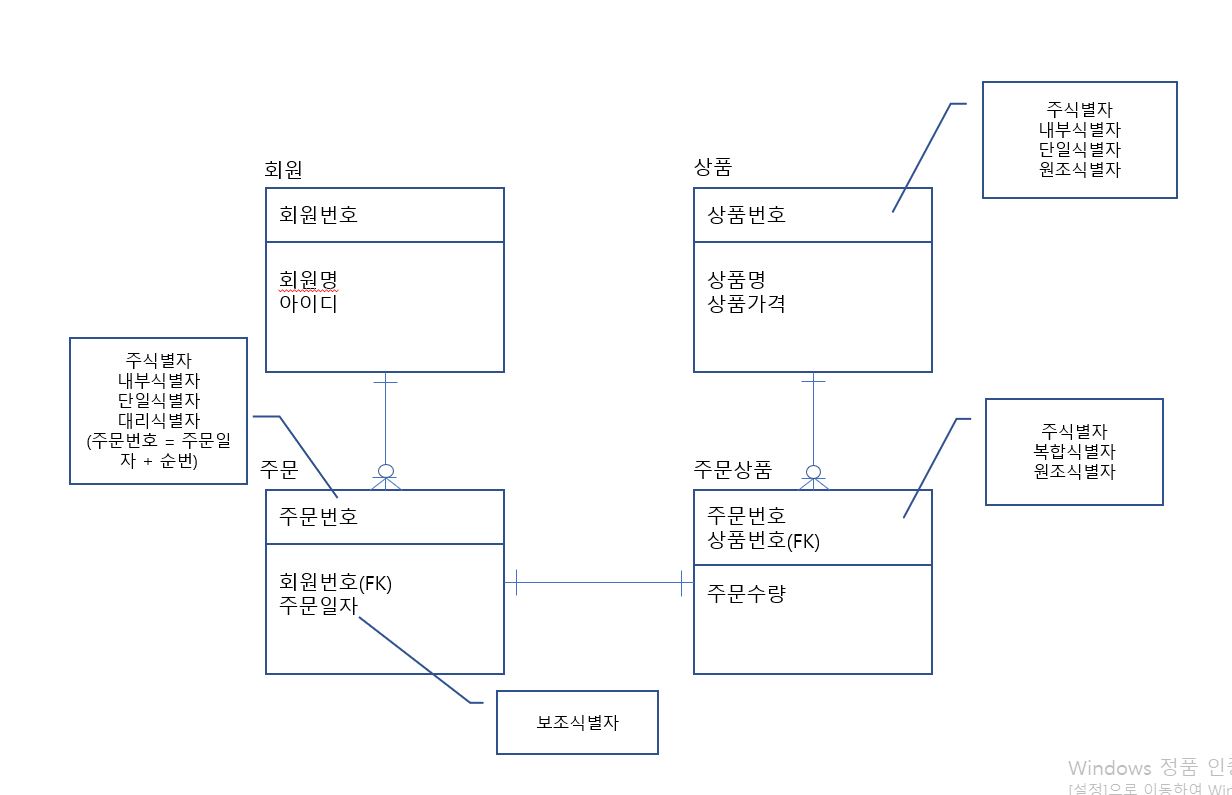 주식별자
내부식별자
단일식별자
원조식별자
회원
회원번호
회원명
아이디
상품
상품번호
상품명
상품가격
주식별자
내부식별자
단일식별자
대리식별자
(주문번호 = 주문일
자 + 순번)
주문
주문번호
회원번호(FK)
주문일자
주문상품
주문번호
상품번호(FK)
주문수량
주식별자
복합식별자
원조식별자
보조식별자
Windows 정품 인
[설정]으로 이동하여